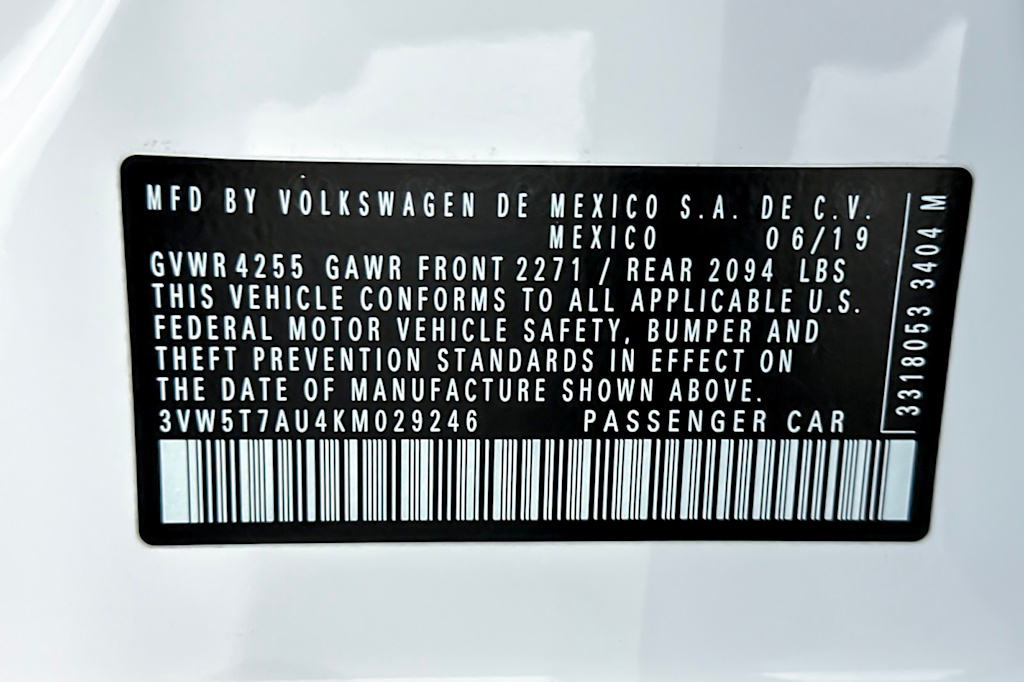 MFD BY VOLKSWAGEN DE MEXICO S.A. DE C.V.
MEXICO 06/19
GVWR 4255 GAWR FRONT 2271 / REAR 2094 LBS
THIS VEHICLE CONFORMS TO ALL APPLICABLE U.S.
FEDERAL MOTOR VEHICLE SAFETY, BUMPER AND
THEFT PREVENTION STANDARDS IN EFFECT ON
THE DATE OF MANUFACTURE SHOWN ABOVE.
3VW5T7AU4KM029246 PASSENGER CAR
3318053 3404 M